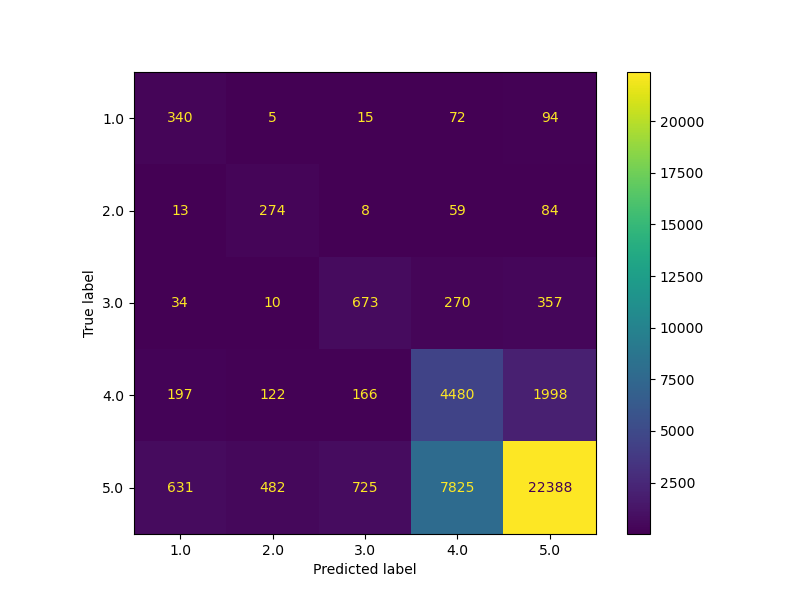 1.0 340 5 15 72 94
2.0 13 274 8 59 84
3.0 34 10 673 270 357
4.0 197 122 166 4480 1998
5.0 631 482 725 7825 22388
1.0 2.0 3.0 4.0 5.0
Predicted label
True label
20000
17500
15000
12500
10000
7500
5000
2500